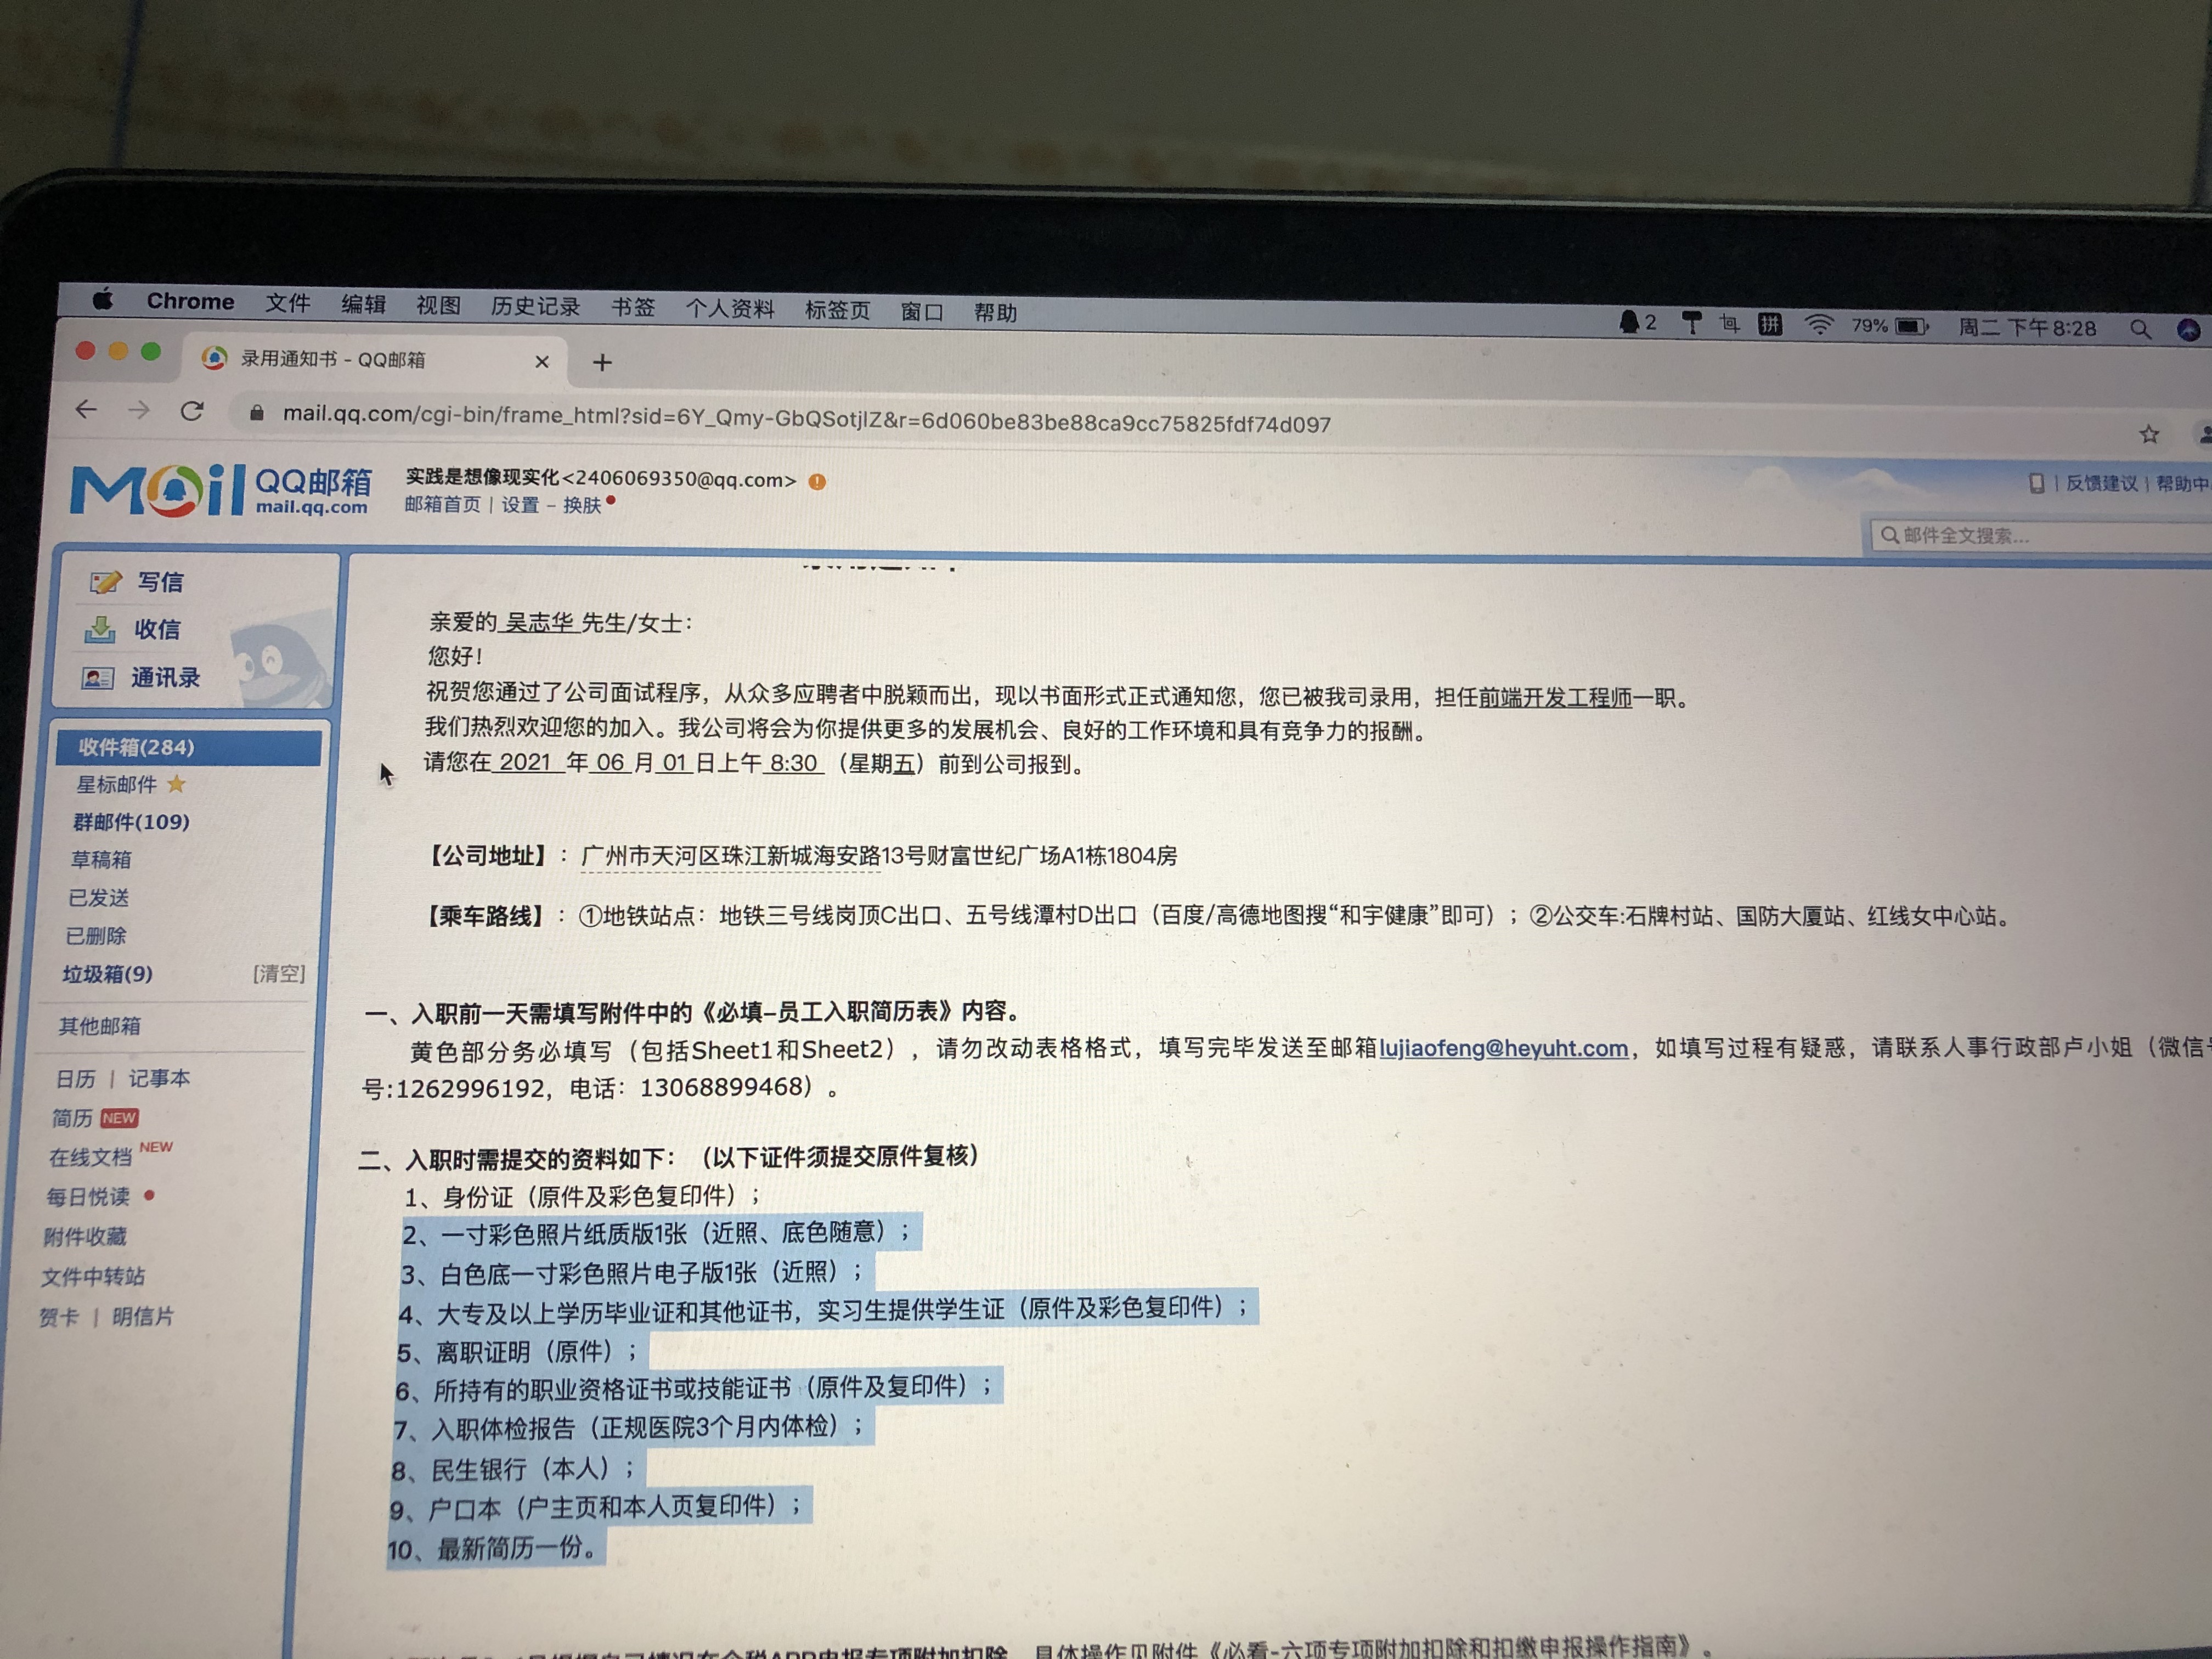 Chrome 文件 编辑 视图 历史记录 书签 个人资料 标签页 窗口 帮助 2 拼 79% 周二 下午8:28
录用通知书 - QQ邮箱
mail.qq.com/cgi-bin/frame_html?sid=6Y_Qmy-GbQSotjlZ&r=6d060be83be88ca9cc75825fdf74d097
Mail QQ邮箱 实践是想像现实化<2406069350@qq.com>
mail.qq.com 邮箱首页 | 设置 - 换肤
反馈建议 | 帮助中
邮件全文搜索...
写信
收信
通讯录
收件箱(284)
星标邮件
群邮件(109)
草稿箱
已发送
已删除
垃圾箱(9) [清空]
其他邮箱
日历 | 记事本
简历 NEW
在线文档 NEW
每日悦读
附件收藏
文件中转站
贺卡 | 明信片
亲爱的 吴志华 先生/女士：
您好！
祝贺您通过了公司面试程序，从众多应聘者中脱颖而出，现以书面形式正式通知您，您已被我司录用，担任前端开发工程师一职。
我们热烈欢迎您的加入。我公司将会为你提供更多的发展机会、良好的工作环境和具有竞争力的报酬。
请您在 2021 年 06 月 01 日上午 8:30 （星期五）前到公司报到。
【公司地址】：广州市天河区珠江新城海安路13号财富世纪广场A1栋1804房
【乘车路线】：①地铁站点：地铁三号线岗顶C出口、五号线潭村D出口（百度/高德地图搜“和宇健康”即可）；②公交车:石牌村站、国防大厦站、红线女中心站。
一、入职前一天需填写附件中的《必填-员工入职简历表》内容。
黄色部分务必填写（包括Sheet1和Sheet2），请勿改动表格格式，填写完毕发送至邮箱lujiaofeng@heyuht.com，如填写过程有疑惑，请联系人事行政部卢小姐（微信
号:1262996192，电话：13068899468）。
二、入职时需提交的资料如下：（以下证件须提交原件复核）
1、身份证（原件及彩色复印件）；
2、一寸彩色照片纸质版1张（近照、底色随意）；
3、白色底一寸彩色照片电子版1张（近照）；
4、大专及以上学历毕业证和其他证书，实习生提供学生证（原件及彩色复印件）；
5、离职证明（原件）；
6、所持有的职业资格证书或技能证书（原件及复印件）；
7、入职体检报告（正规医院3个月内体检）；
8、民生银行（本人）；
9、户口本（户主页和本人页复印件）；
10、最新简历一份。
具体操作见附件《必看-六项专项附加扣除和扣缴申报操作指南》。